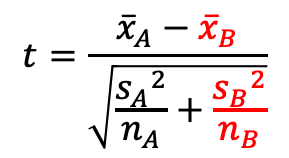 t = (x̄_A − x̄_B) / √(s_A²/n_A + s_B²/n_B)